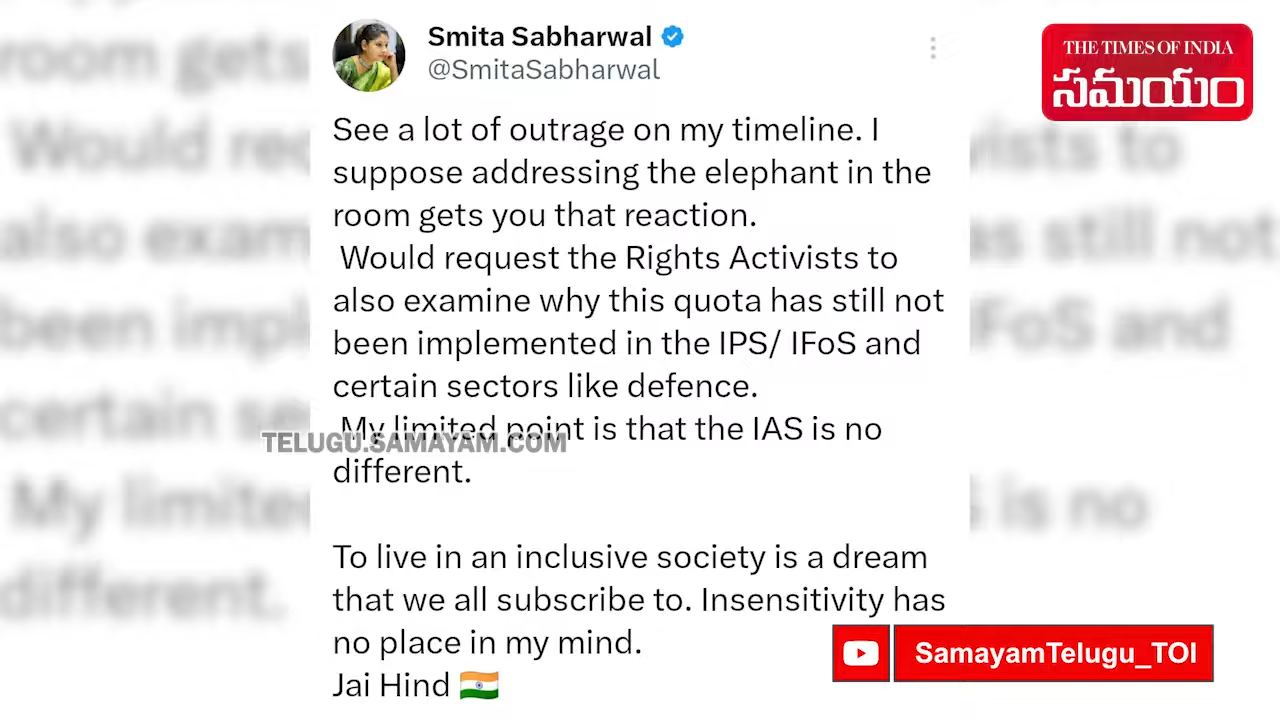 Smita Sabharwal
@SmitaSabharwal
THE TIMES OF INDIA
సమయం
See a lot of outrage on my timeline. I
suppose addressing the elephant in the
room gets you that reaction.
Would request the Rights Activists to
also examine why this quota has still not
been implemented in the IPS/ IFoS and
certain sectors like defence.
My limited point is that the IAS is no
different.
TELUGU.SAMAYAM.COM
To live in an inclusive society is a dream
that we all subscribe to. Insensitivity has
no place in my mind.
Jai Hind 🇮🇳
SamayamTelugu_TOI